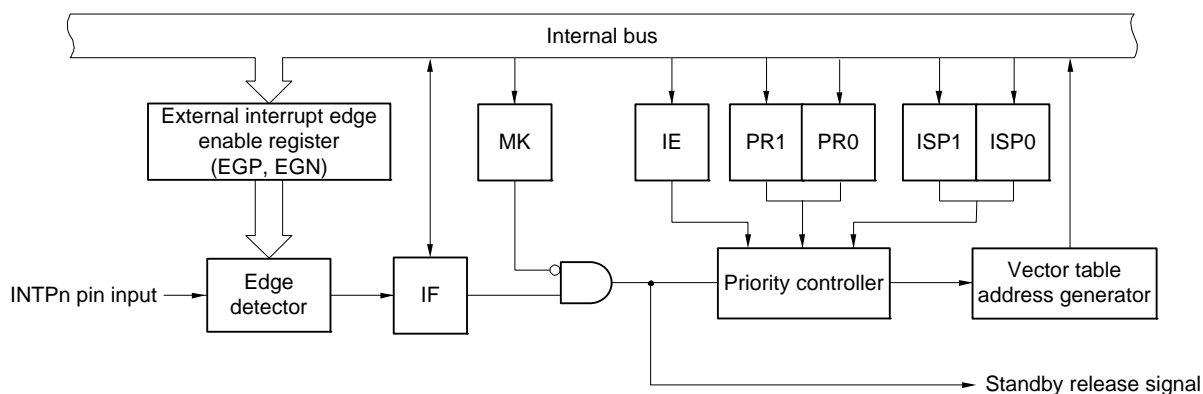 Internal bus
External interrupt edge
enable register
(EGP, EGN)
MK
IE
PR1
PR0
ISP1
ISP0
INTPn pin input
Edge
detector
IF
Priority controller
Vector table
address generator
Standby release signal